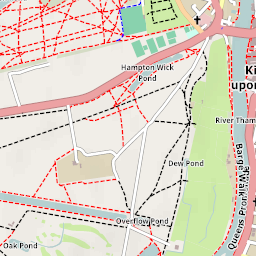 Hampton Wick
Pond
Ki
upon
River Tham
Dew Pond
Barge Walk
Queens Prom
Overflow Pond
Oak Pond